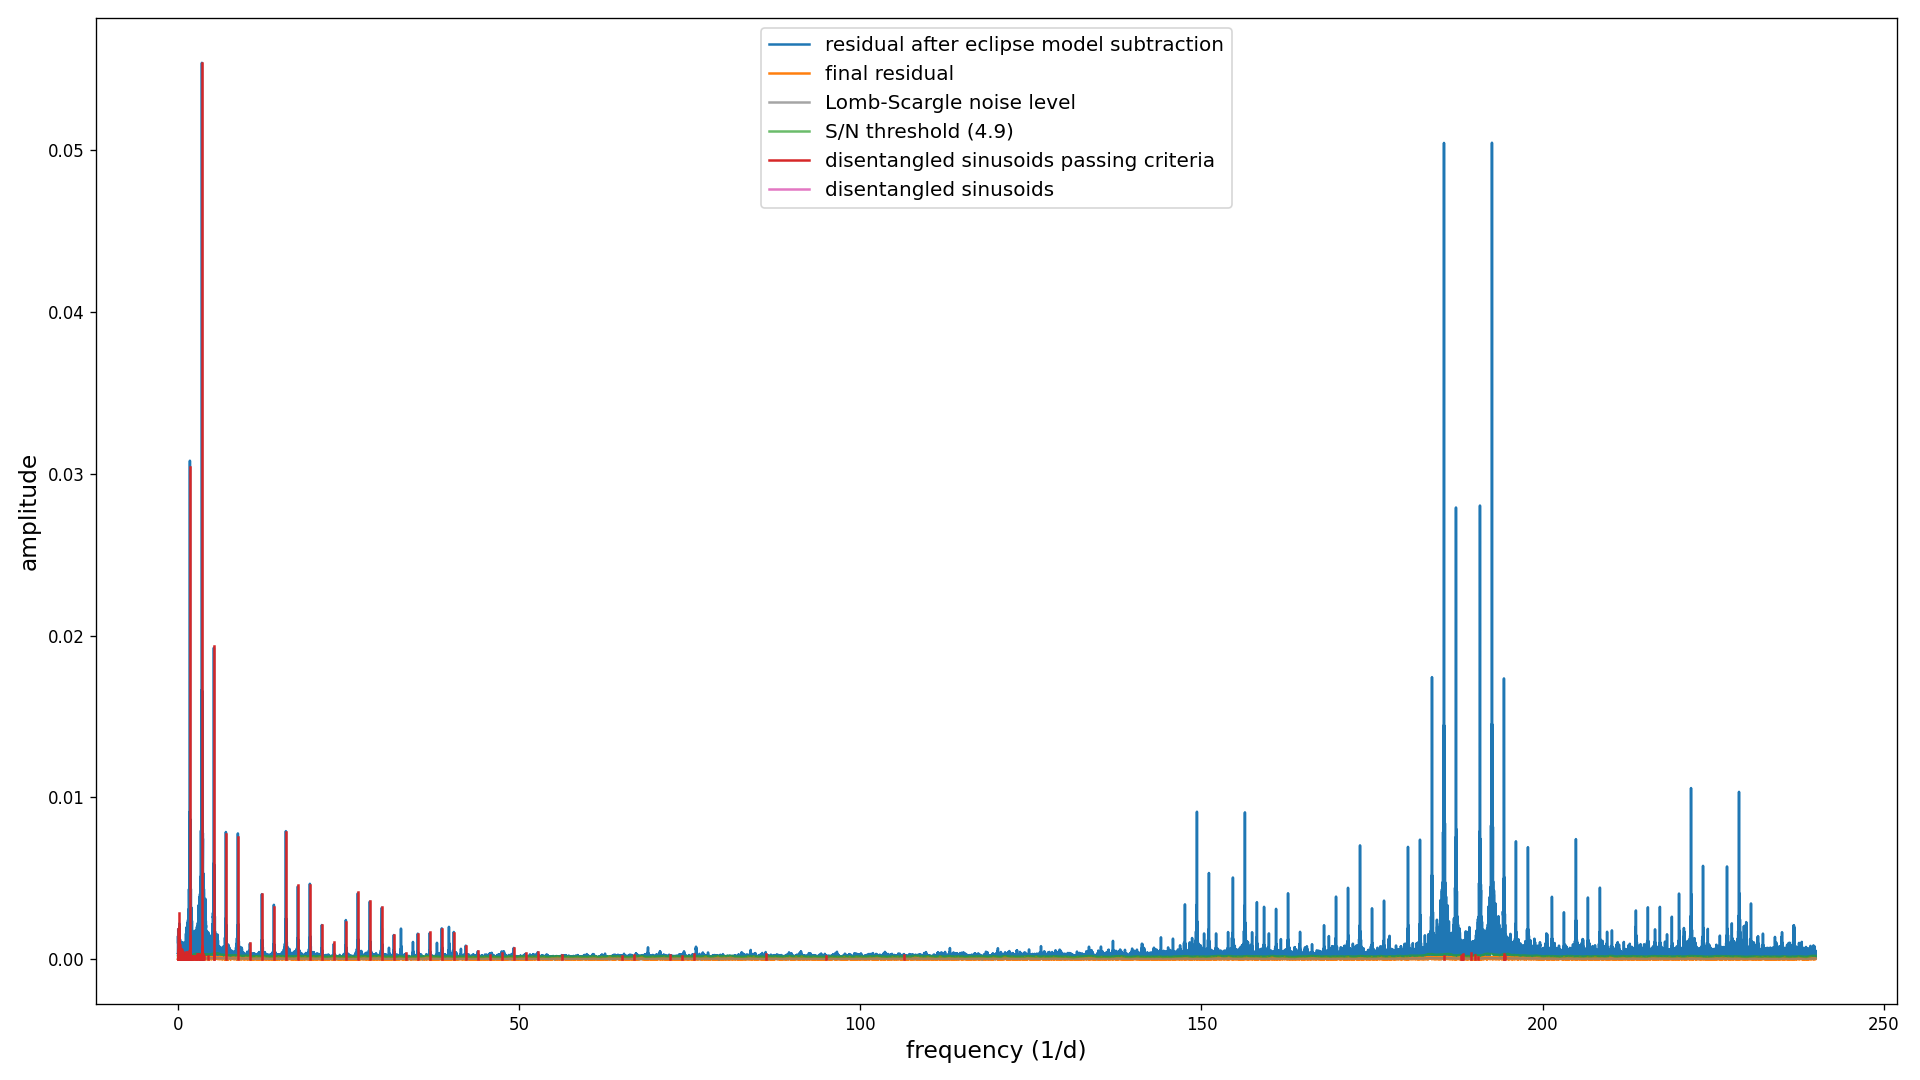 residual after eclipse model subtraction
final residual
Lomb-Scargle noise level
S/N threshold (4.9)
disentangled sinusoids passing criteria
disentangled sinusoids
amplitude
0.05
0.04
0.03
0.02
0.01
0.00
0
50
100
150
200
250
frequency (1/d)